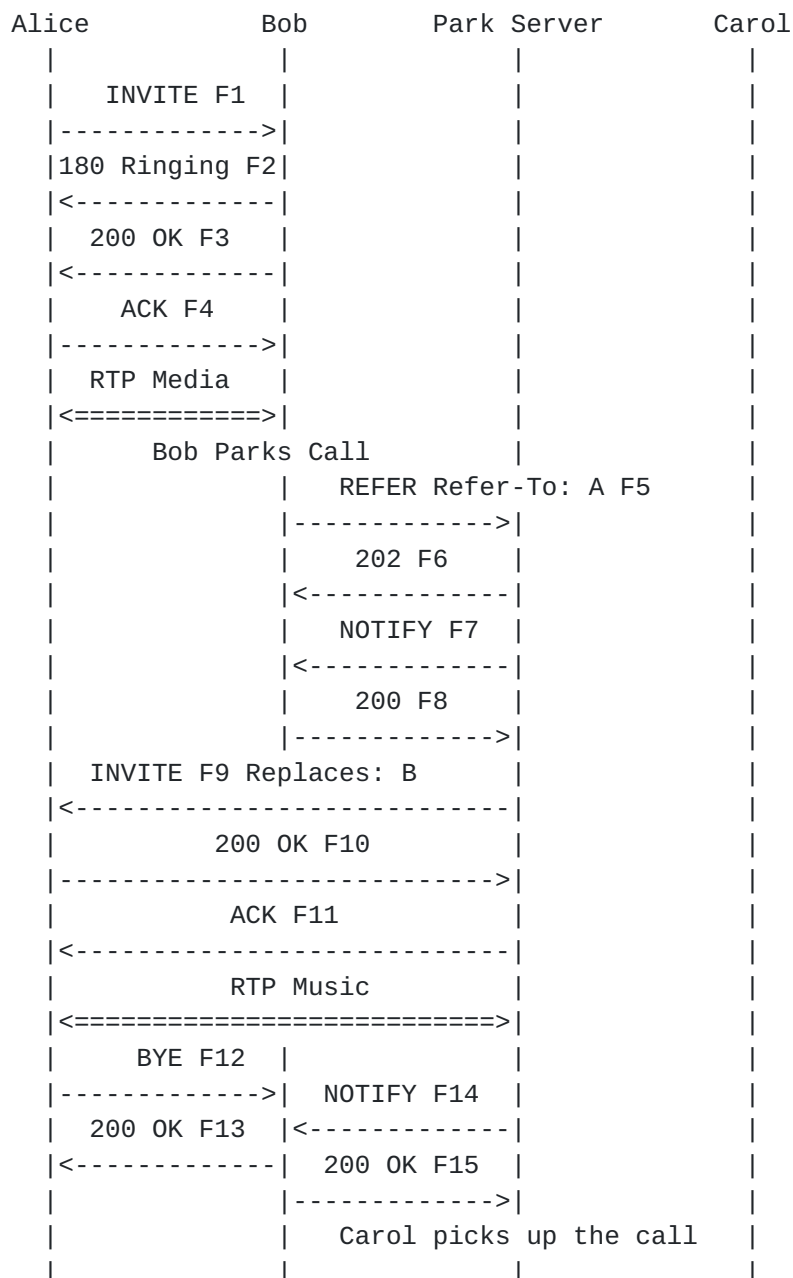 Alice           Bob        Park Server       Carol
  |              |              |              |
  |   INVITE F1  |              |              |
  |------------->|              |              |
  |180 Ringing F2|              |              |
  |<-------------|              |              |
  |  200 OK F3   |              |              |
  |<-------------|              |              |
  |    ACK F4    |              |              |
  |------------->|              |              |
  |  RTP Media   |              |              |
  |<============>|              |              |
  |      Bob Parks Call         |              |
  |              |   REFER Refer-To: A F5      |
  |              |------------->|              |
  |              |    202 F6    |              |
  |              |<-------------|              |
  |              |   NOTIFY F7  |              |
  |              |<-------------|              |
  |              |    200 F8    |              |
  |              |------------->|              |
  |  INVITE F9 Replaces: B      |              |
  |<----------------------------|              |
  |          200 OK F10         |              |
  |---------------------------->|              |
  |           ACK F11           |              |
  |<----------------------------|              |
  |           RTP Music         |              |
  |<===========================>|              |
  |     BYE F12  |              |              |
  |------------->|  NOTIFY F14  |              |
  |  200 OK F13  |<-------------|              |
  |<-------------|  200 OK F15  |              |
  |              |------------->|              |
  |              |   Carol picks up the call   |
  |              |              |              |